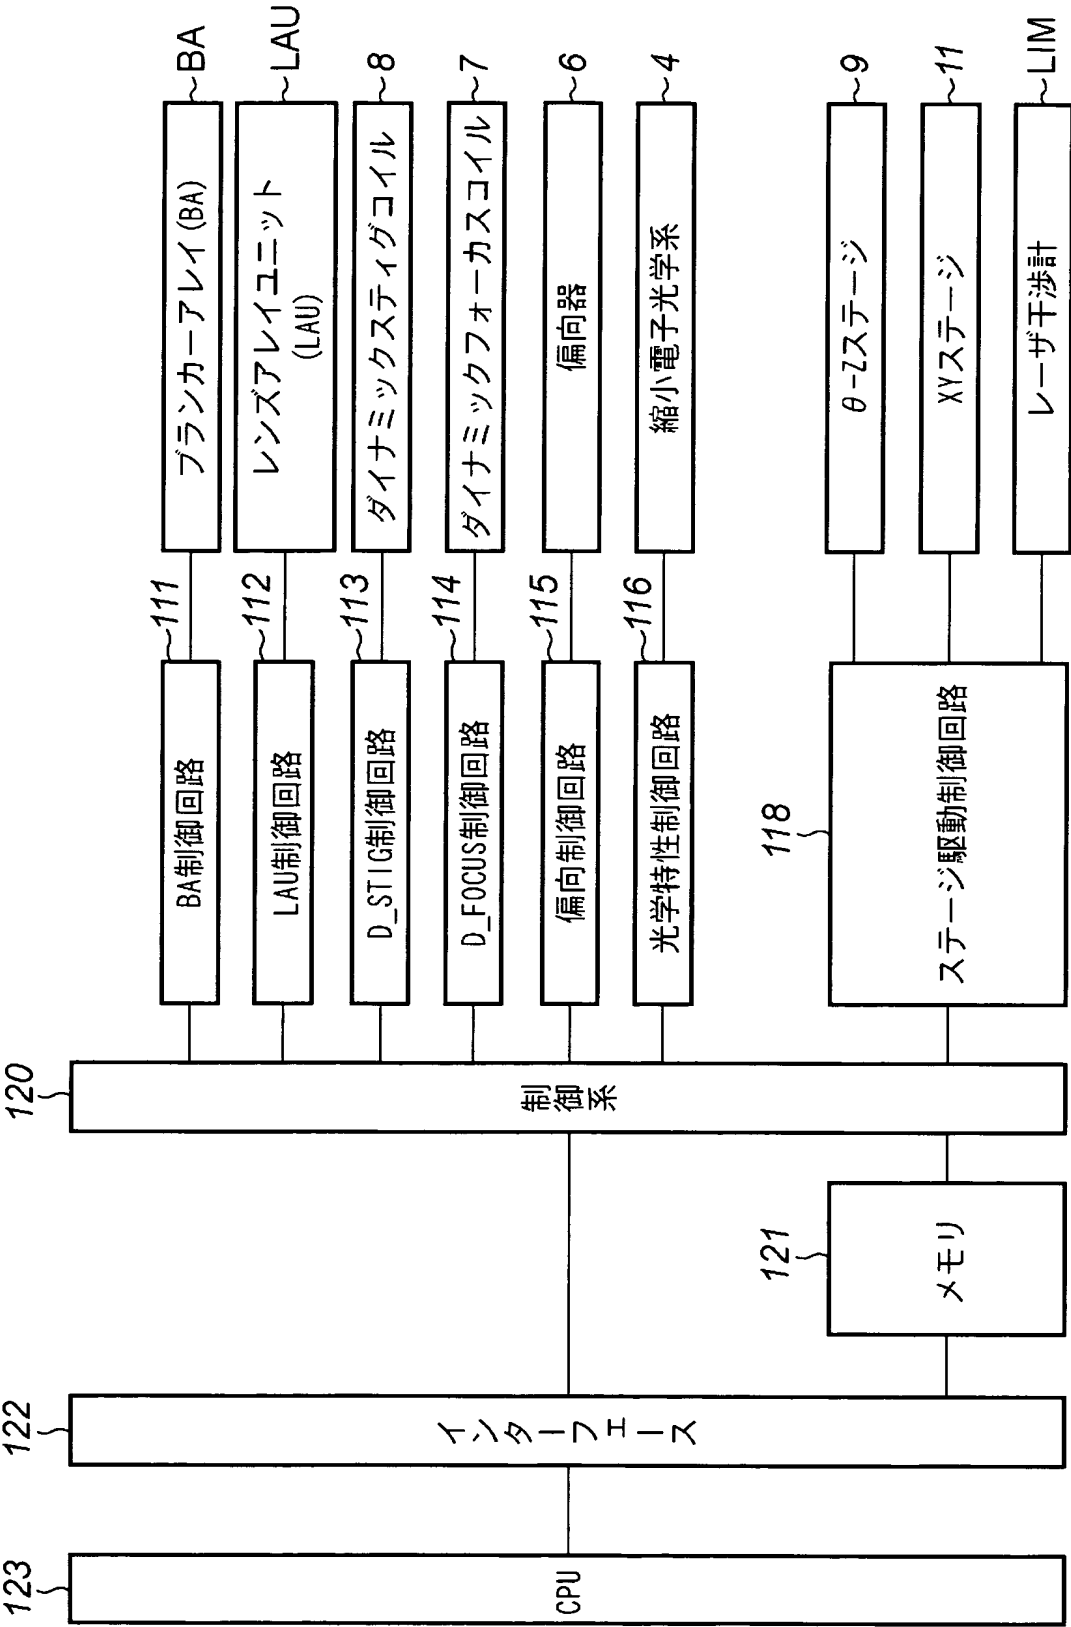 123
CPU
122
インターフェース
121
メモリ
120
制御系
111
BA制御回路
112
LAU制御回路
113
D_STIG制御回路
114
D_FOCUS制御回路
115
偏向制御回路
116
光学特性制御回路
118
ステージ駆動制御回路
ブランカーアレイ(BA)
BA
レンズアレイユニット
(LAU)
LAU
ダイナミックスティグコイル
8
ダイナミックフォーカスコイル
7
偏向器
6
縮小電子光学系
4
θ-Zステージ
9
XYステージ
11
レーザ干渉計
LIM